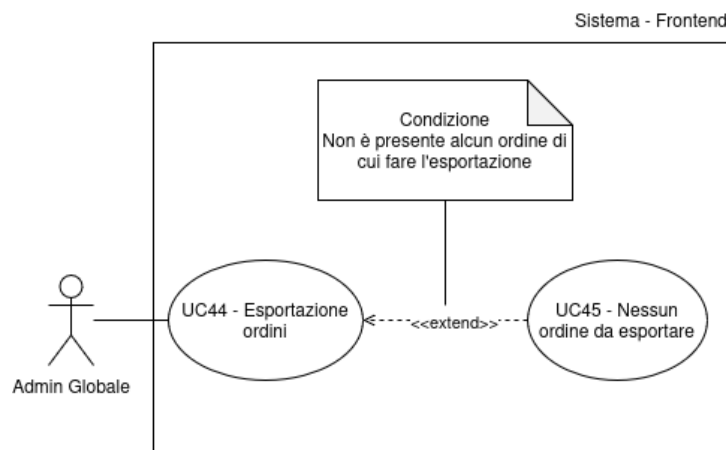 Sistema - Frontend
Condizione
Non è presente alcun ordine di
cui fare l'esportazione
UC44 - Esportazione
ordini
<<extend>>
UC45 - Nessun
ordine da esportare
Admin Globale